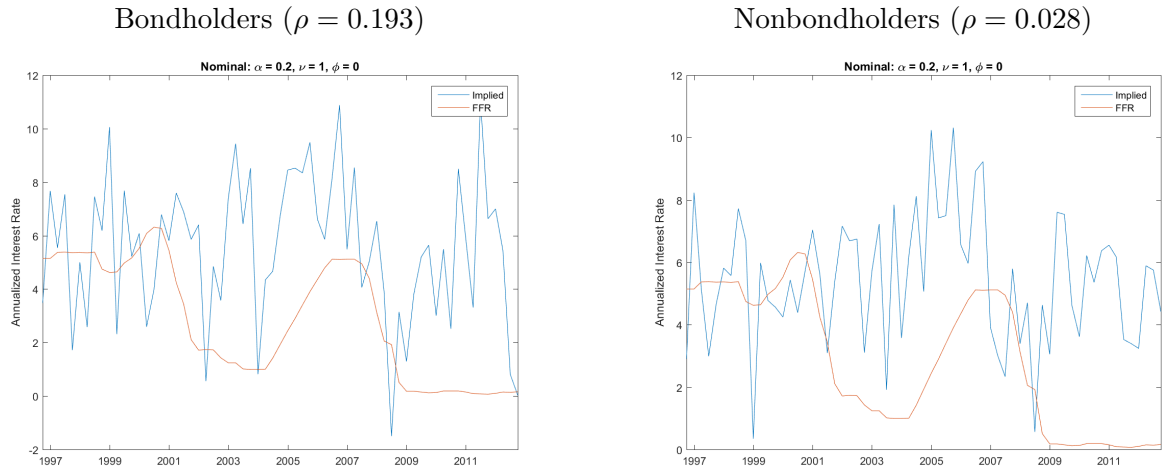 Bondholders (ρ = 0.193)
Nominal: α = 0.2, ν = 1, ϕ = 0
Annualized Interest Rate
12
10
8
6
4
2
0
-2
1997 1999 2001 2003 2005 2007 2009 2011
Implied
FFR
Nonbondholders (ρ = 0.028)
Nominal: α = 0.2, ν = 1, ϕ = 0
Annualized Interest Rate
12
10
8
6
4
2
0
1997 1999 2001 2003 2005 2007 2009 2011
Implied
FFR